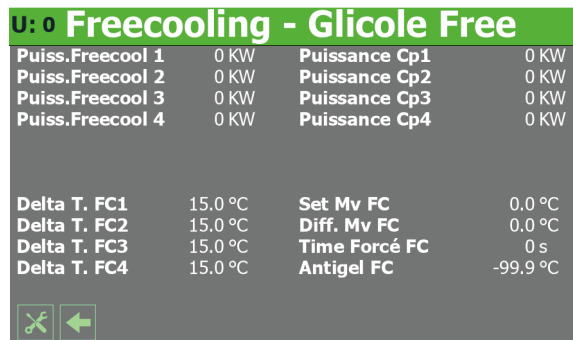 U: 0 Freecooling - Glicole Free
Puiss.Freecool 1 0 KW Puissance Cp1 0 KW
Puiss.Freecool 2 0 KW Puissance Cp2 0 KW
Puiss.Freecool 3 0 KW Puissance Cp3 0 KW
Puiss.Freecool 4 0 KW Puissance Cp4 0 KW
Delta T. FC1 15.0 °C Set Mv FC 0.0 °C
Delta T. FC2 15.0 °C Diff. Mv FC 0.0 °C
Delta T. FC3 15.0 °C Time Forcé FC 0 s
Delta T. FC4 15.0 °C Antigel FC -99.9 °C